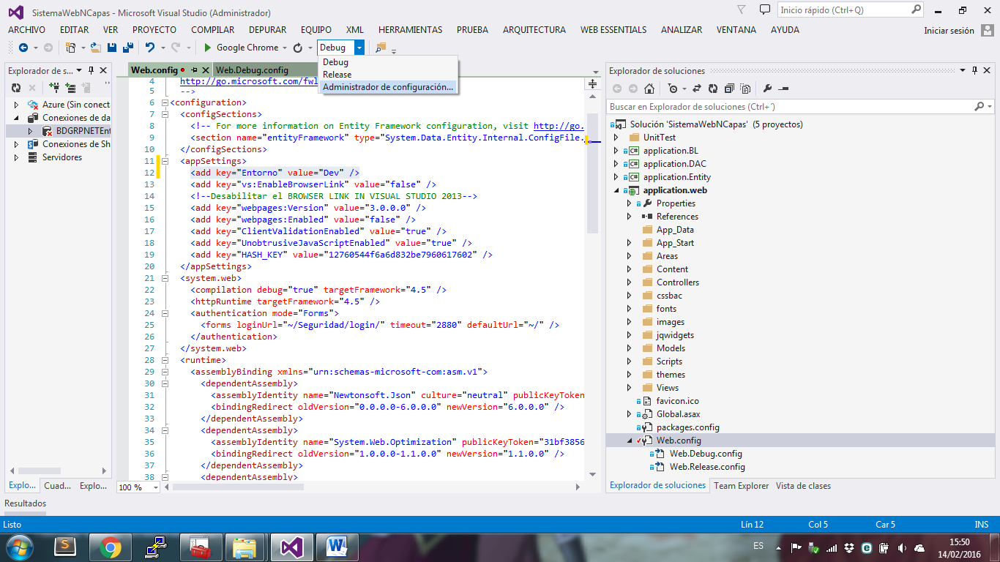 SistemaWebNCapas - Microsoft Visual Studio (Administrador)
Inicio rápido (Ctrl+Q)
ARCHIVO EDITAR VER PROYECTO COMPILAR DEPURAR EQUIPO XML HERRAMIENTAS PRUEBA ARQUITECTURA WEB ESSENTIALS ANALIZAR VENTANA AYUDA
Iniciar sesión
Google Chrome
Debug
Debug
Release
Administrador de configuración...
Explorador de s...
Azure (Sin conect
Conexiones de da
BDGRPNETEnt
Conexiones de Sh
Servidores
Explo... Cuad... Explo...
Web.config
Web.Debug.config
4 http://go.microsoft.com/fwl
5 -->
6 <configuration>
7 <configSections>
8 <!-- For more information on Entity Framework configuration, visit http://go.
9 <section name="entityFramework" type="System.Data.Entity.Internal.ConfigFile.
10 </configSections>
11 <appSettings>
12 <add key="Entorno" value="Dev" />
13 <add key="vs:EnableBrowserLink" value="false" />
14 <!--Desabilitar el BROWSER LINK IN VISUAL STUDIO 2013-->
15 <add key="webpages:Version" value="3.0.0.0" />
16 <add key="webpages:Enabled" value="false" />
17 <add key="ClientValidationEnabled" value="true" />
18 <add key="UnobtrusiveJavaScriptEnabled" value="true" />
19 <add key="HASH_KEY" value="12760544f6a6d832be7960617602" />
20 </appSettings>
21 <system.web>
22 <compilation debug="true" targetFramework="4.5" />
23 <httpRuntime targetFramework="4.5" />
24 <authentication mode="Forms">
25 <forms loginUrl="~/Seguridad/login/" timeout="2880" defaultUrl="~/" />
26 </authentication>
27 </system.web>
28 <runtime>
29 <assemblyBinding xmlns="urn:schemas-microsoft-com:asm.v1">
30 <dependentAssembly>
31 <assemblyIdentity name="Newtonsoft.Json" culture="neutral" publicKeyToken
32 <bindingRedirect oldVersion="0.0.0.0-6.0.0.0" newVersion="6.0.0.0" />
33 </dependentAssembly>
34 <dependentAssembly>
35 <assemblyIdentity name="System.Web.Optimization" publicKeyToken="31bf3856
36 <bindingRedirect oldVersion="1.0.0.0-1.1.0.0" newVersion="1.1.0.0" />
37 </dependentAssembly>
38 <dependentAssembly>
100 %
Explorador de soluciones
Buscar en Explorador de soluciones (Ctrl+´)
Solución 'SistemaWebNCapas' (5 proyectos)
UnitTest
C# application.BL
C# application.DAC
C# application.Entity
application.web
Properties
References
App_Data
App_Start
Areas
Content
Controllers
cssbac
fonts
images
jqwidgets
Models
Scripts
themes
Views
favicon.ico
Global.asax
packages.config
Web.config
Web.Debug.config
Web.Release.config
Explorador de soluciones Team Explorer Vista de clases
Resultados
Listo
Lín 12 Col 5 Car 5 INS
ES
15:50
14/02/2016